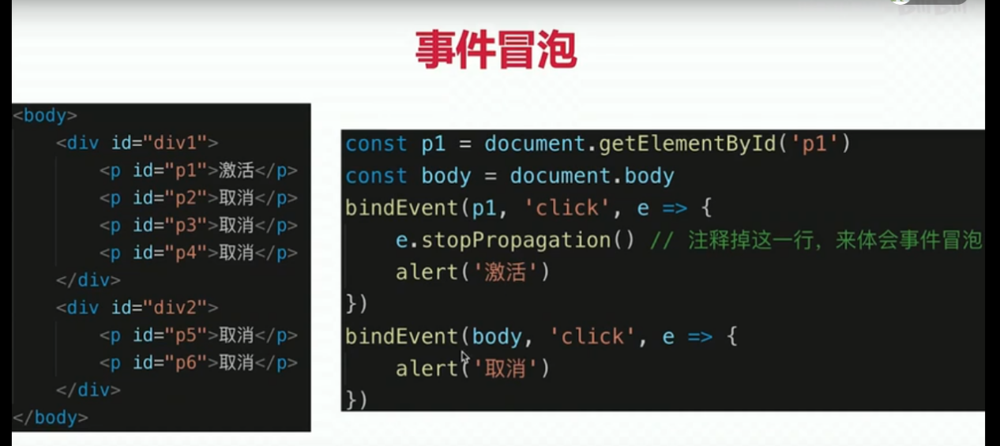 事件冒泡
<body>
<div id="div1">
<p id="p1">激活</p>
<p id="p2">取消</p>
<p id="p3">取消</p>
<p id="p4">取消</p>
</div>
<div id="div2">
<p id="p5">取消</p>
<p id="p6">取消</p>
</div>
</body>
const p1 = document.getElementById('p1')
const body = document.body
bindEvent(p1, 'click', e => {
e.stopPropagation() // 注释掉这一行，来体会事件冒泡
alert('激活')
})
bindEvent(body, 'click', e => {
alert('取消')
})